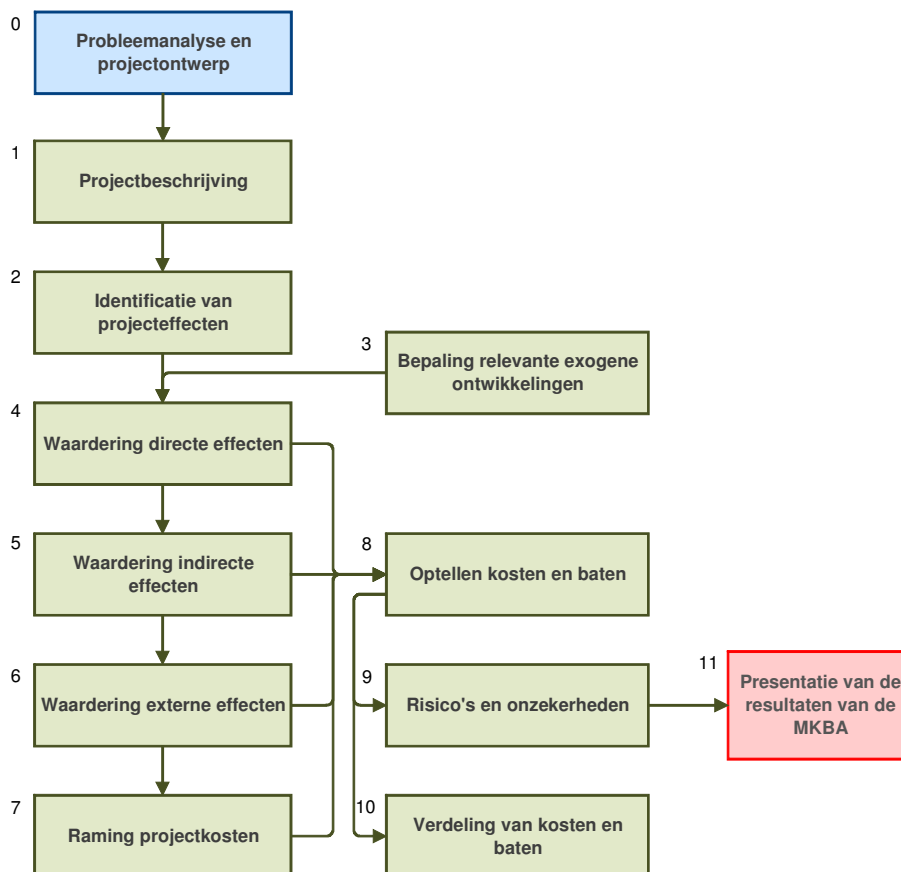 0
Probleemanalyse en
projectontwerp
1
Projectbeschrijving
2
Identificatie van
projecteffecten
3
Bepaling relevante exogene
ontwikkelingen
4
Waardering directe effecten
5
Waardering indirecte
effecten
8
Optellen kosten en baten
6
Waardering externe effecten
9
Risico's en onzekerheden
11
Presentatie van de
resultaten van de
MKBA
7
Raming projectkosten
10
Verdeling van kosten en
baten